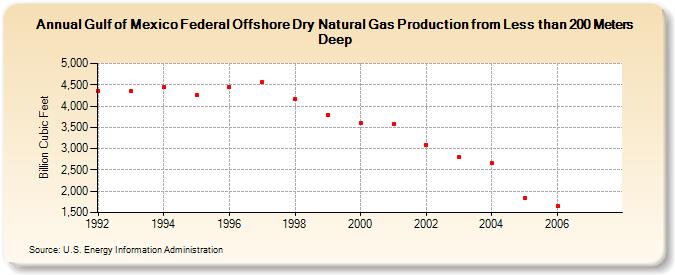 Annual Gulf of Mexico Federal Offshore Dry Natural Gas Production from Less than 200 Meters
Deep
Billion Cubic Feet
5,000
4,500
4,000
3,500
3,000
2,500
2,000
1,500
1992 1994 1996 1998 2000 2002 2004 2006
Source: U.S. Energy Information Administration